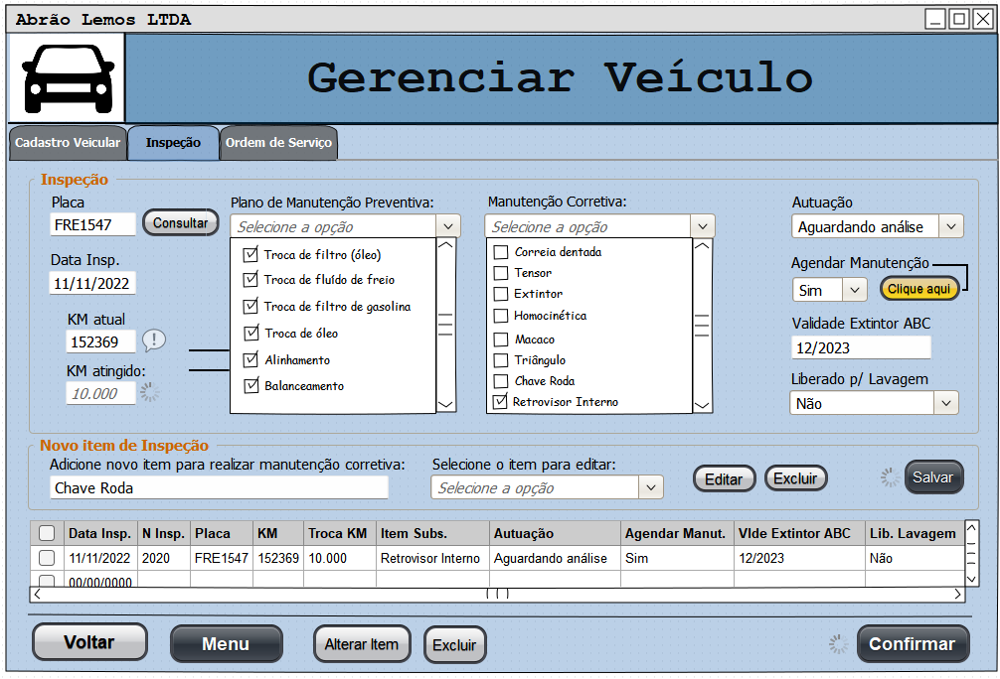 Abrão Lemos LTDA
Gerenciar Veículo
Cadastro Veicular Inspeção Ordem de Serviço
Inspeção
Placa
FRE1547
Consultar
Data Insp.
11/11/2022
KM atual
152369
!
KM atingido:
10.000
Plano de Manutenção Preventiva:
Selecione a opção
Troca de filtro (óleo)
Troca de fluído de freio
Troca de filtro de gasolina
Troca de óleo
Alinhamento
Balanceamento
Manutenção Corretiva:
Selecione a opção
Correia dentada
Tensor
Extintor
Homocinética
Macaco
Triângulo
Chave Roda
Retrovisor Interno
Autuação
Aguardando análise
Agendar Manutenção
Sim
Clique aqui
Validade Extintor ABC
12/2023
Liberado p/ Lavagem
Não
Novo item de Inspeção
Adicione novo item para realizar manutenção corretiva:
Chave Roda
Selecione o item para editar:
Selecione a opção
Editar Excluir Salvar
Data Insp. N Insp. Placa KM Troca KM Item Subs. Autuação Agendar Manut. Vlde Extintor ABC Lib. Lavagem
11/11/2022 2020 FRE1547 152369 10.000 Retrovisor Interno Aguardando análise Sim 12/2023 Não
00/00/0000
Voltar Menu Alterar Item Excluir Confirmar